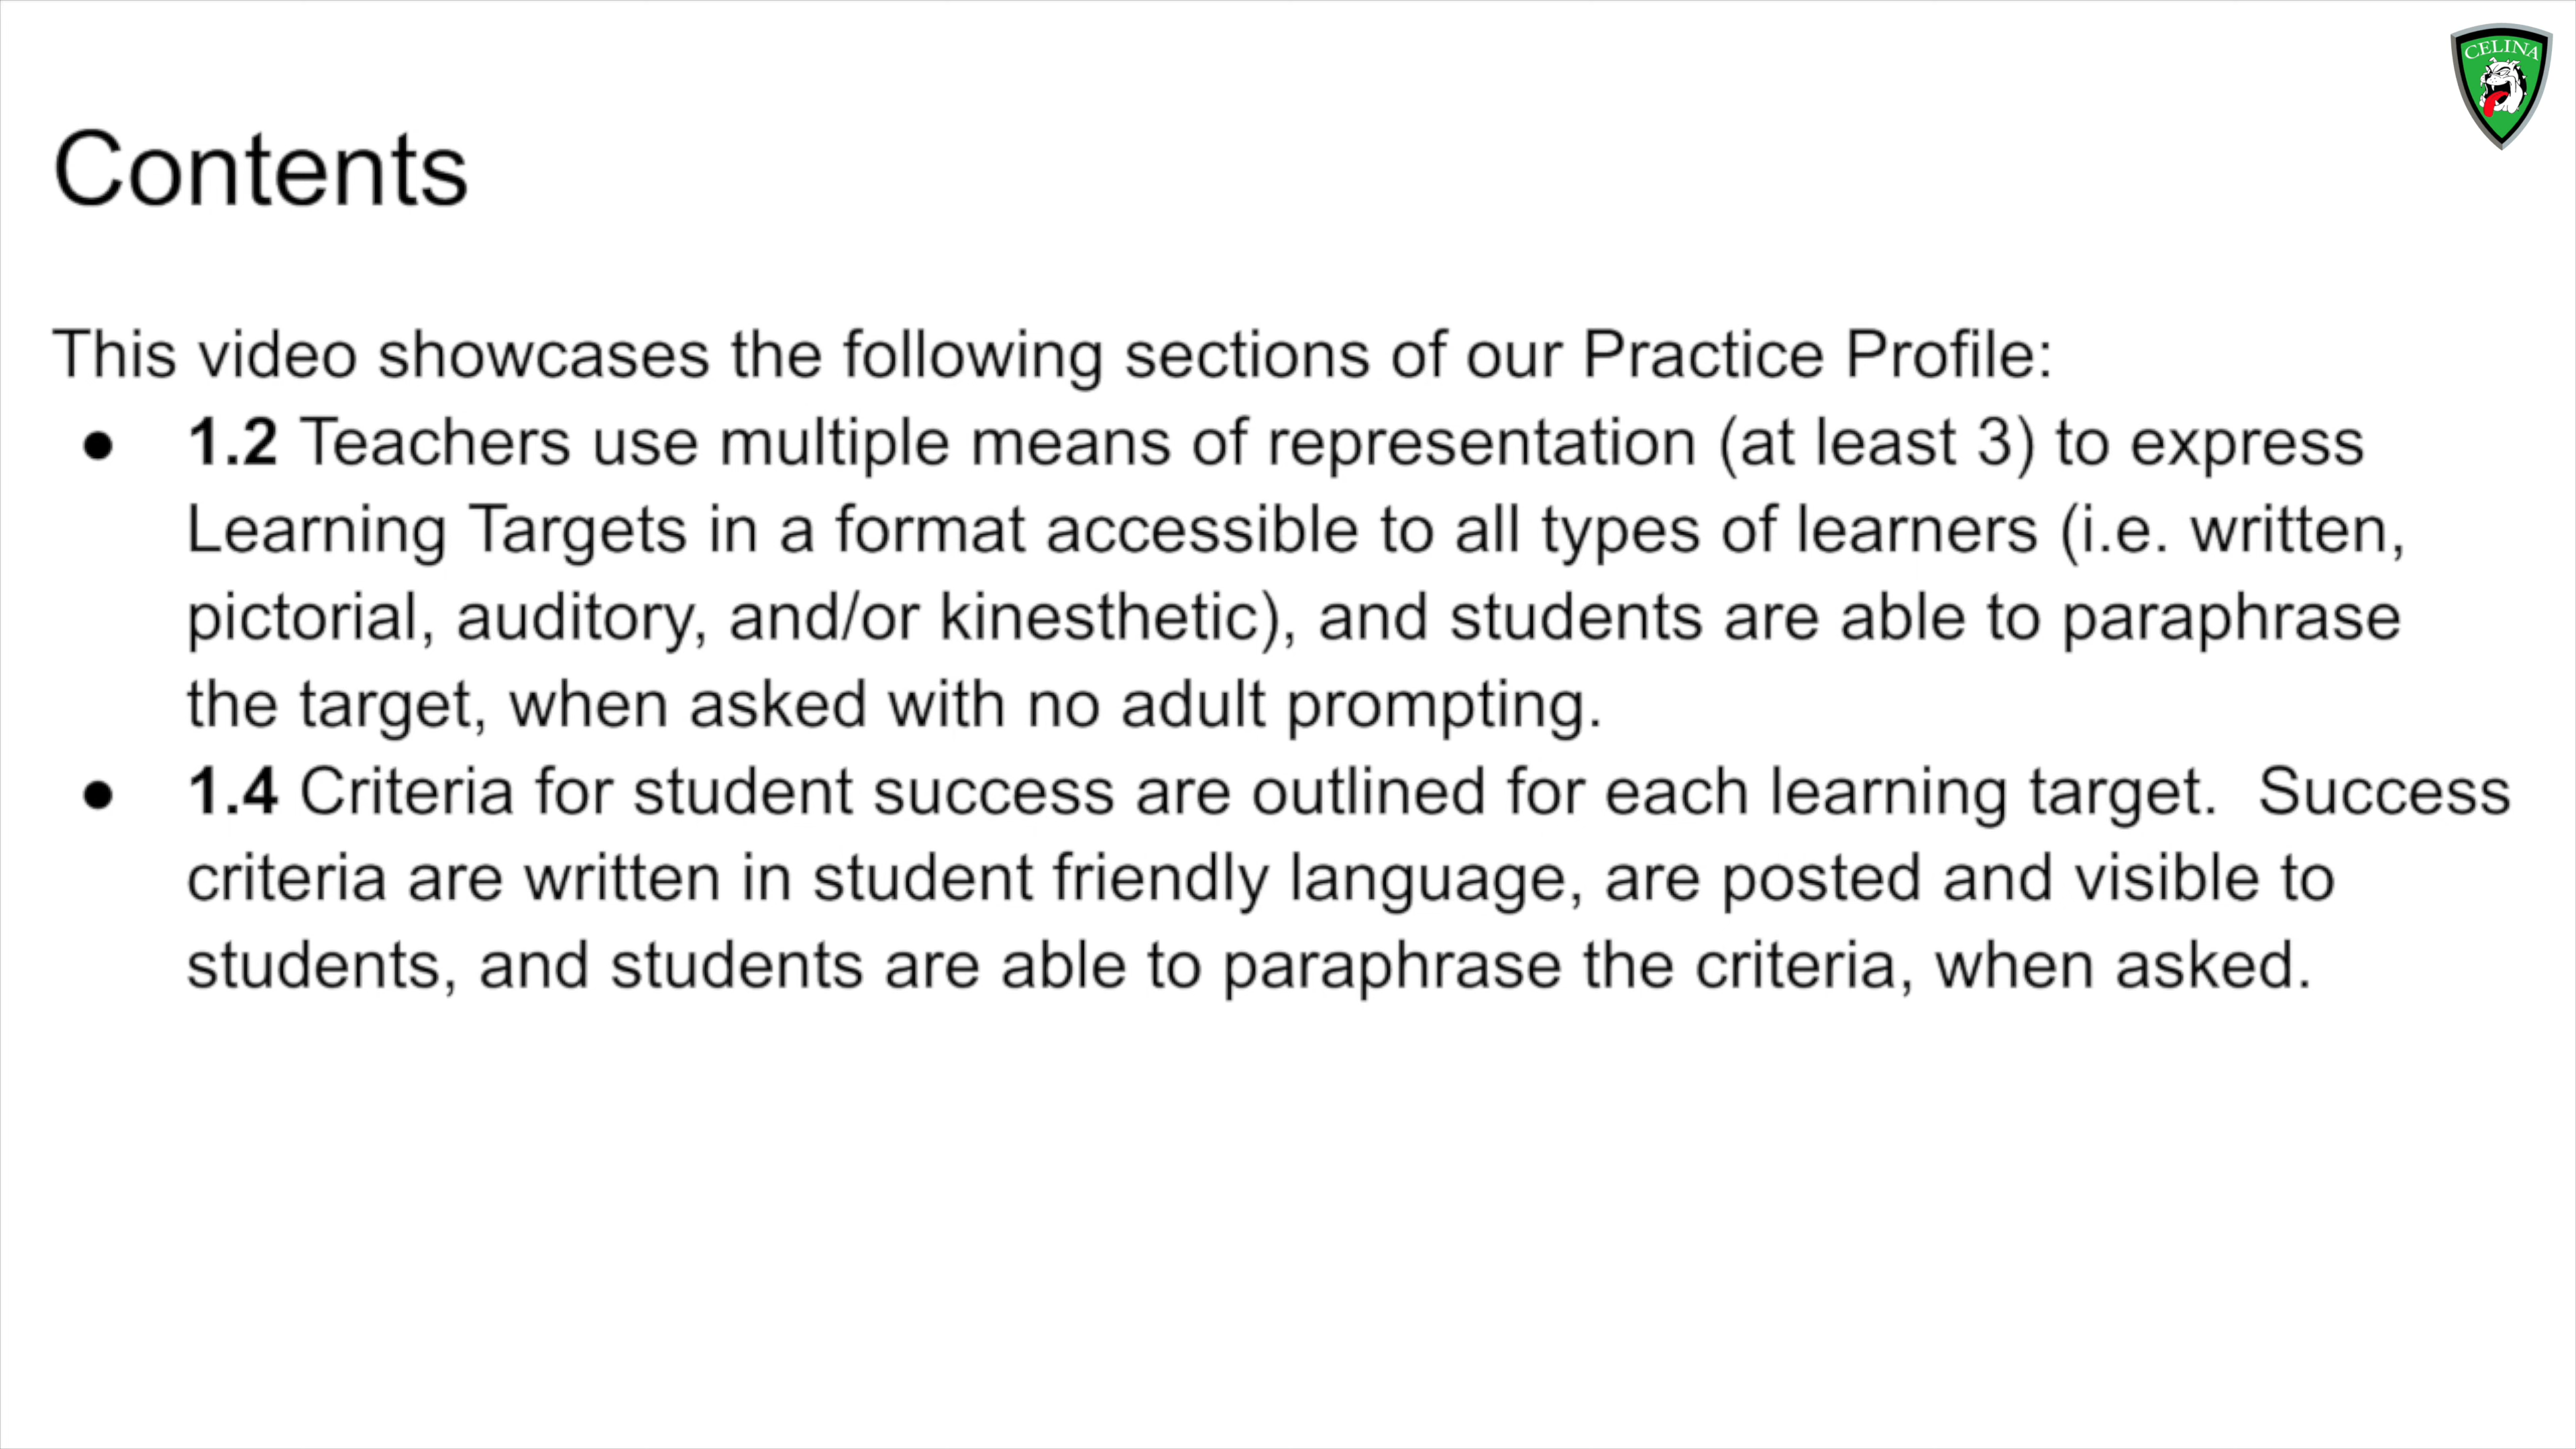 CELINA
Contents
This video showcases the following sections of our Practice Profile:
● 1.2 Teachers use multiple means of representation (at least 3) to express
Learning Targets in a format accessible to all types of learners (i.e. written,
pictorial, auditory, and/or kinesthetic), and students are able to paraphrase
the target, when asked with no adult prompting.
● 1.4 Criteria for student success are outlined for each learning target.  Success
criteria are written in student friendly language, are posted and visible to
students, and students are able to paraphrase the criteria, when asked.